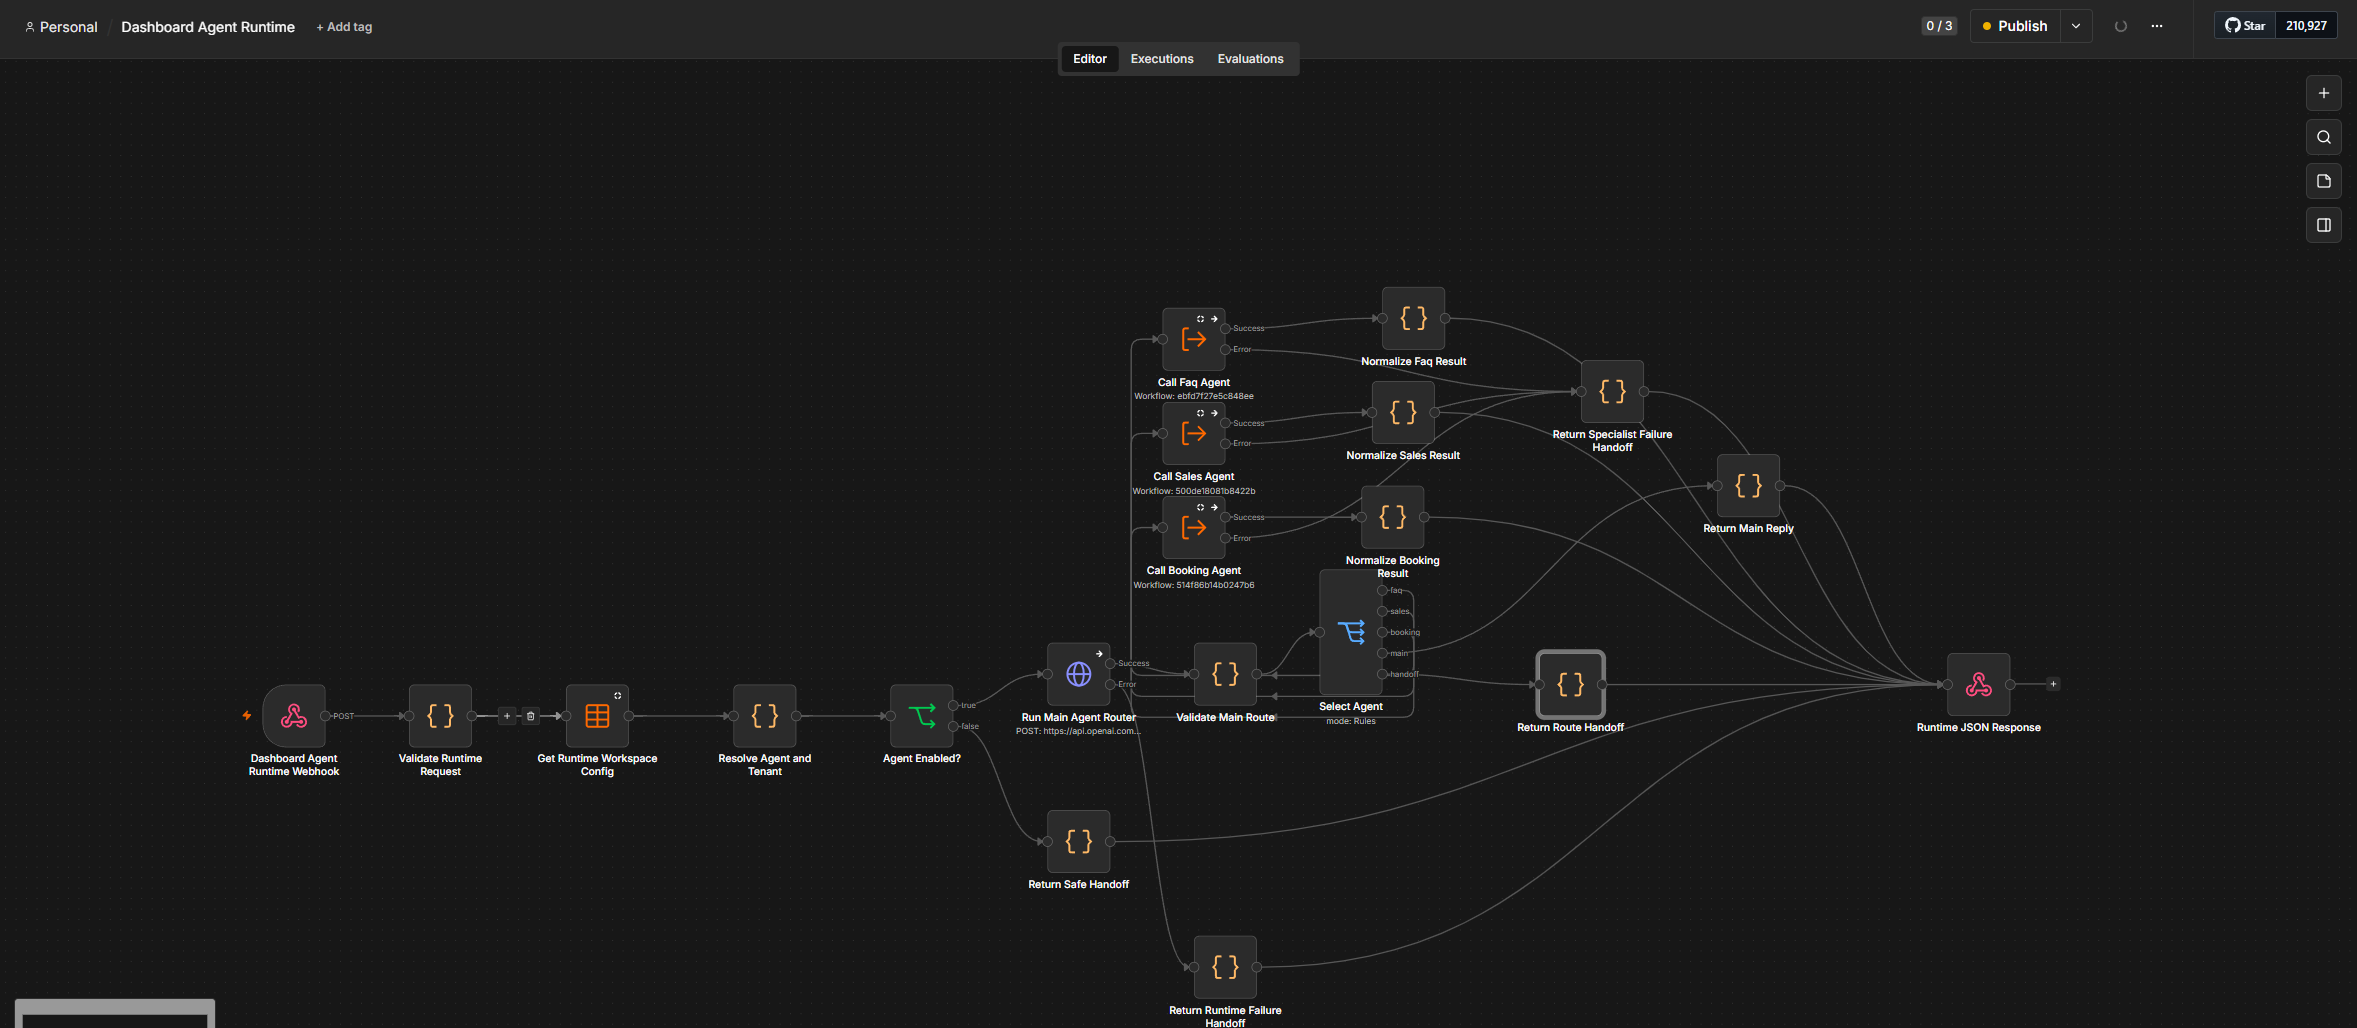 Personal / Dashboard Agent Runtime + Add tag
0 / 3
Publish
Star 210,927
Editor Executions Evaluations
Success
Error
Call Faq Agent
Workflow: ebfd7f27e5c848ee
Normalize Faq Result
Success
Error
Call Sales Agent
Workflow: 500de18081b8422b
Normalize Sales Result
Return Specialist Failure
Handoff
Success
Error
Call Booking Agent
Workflow: 514f86b14b0247b6
Normalize Booking
Result
Return Main Reply
faq
sales
booking
main
handoff
Select Agent
mode: Rules
Success
Error
Run Main Agent Router
POST: https://api.openai.com...
Validate Main Route
Return Route Handoff
Runtime JSON Response
POST
Dashboard Agent
Runtime Webhook
Validate Runtime
Request
Get Runtime Workspace
Config
Resolve Agent and
Tenant
true
false
Agent Enabled?
Return Safe Handoff
Return Runtime Failure
Handoff